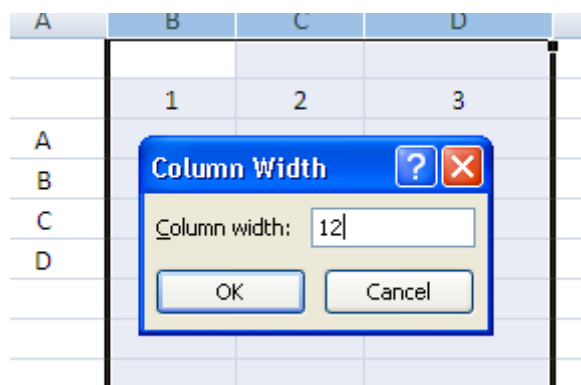 A B C D
1 2 3
A
Column Width
B
C Column width: 12
D
OK Cancel